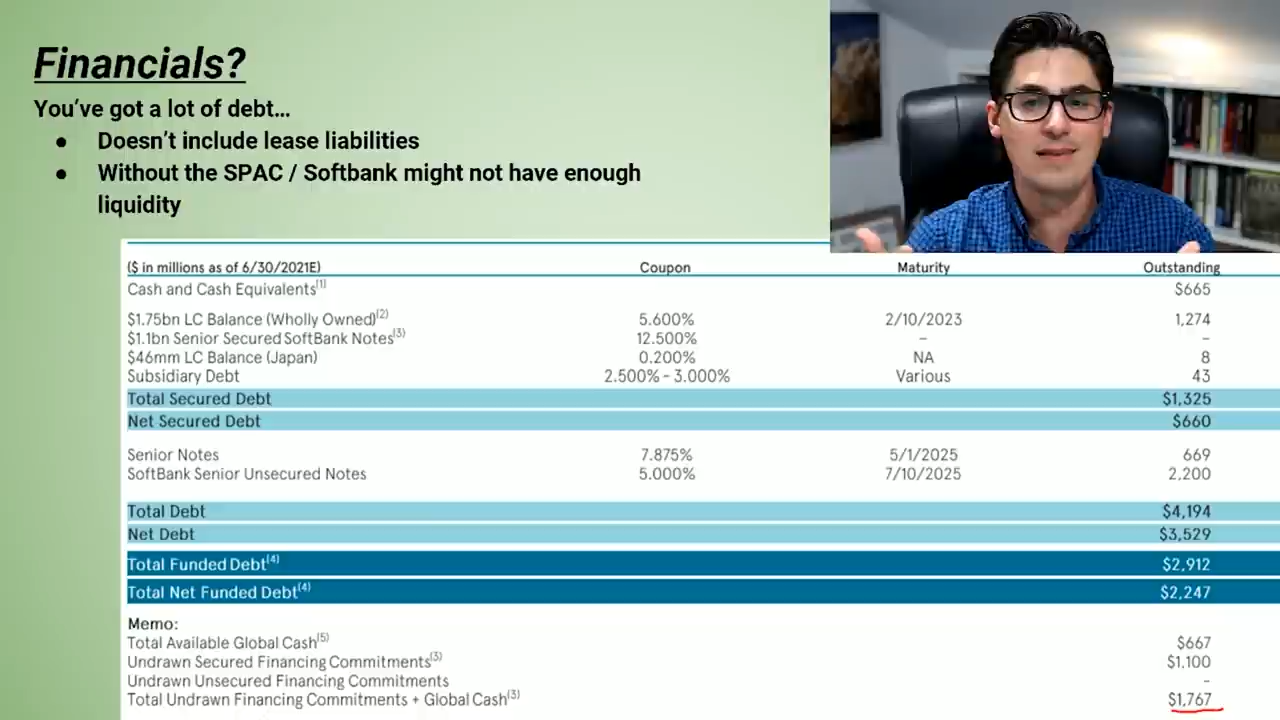 Financials?
You've got a lot of debt...
● Doesn't include lease liabilities
● Without the SPAC / Softbank might not have enough
liquidity
($ in millions as of 6/30/2021E) Coupon Maturity Outstanding
Cash and Cash Equivalents(1) $665
$1.75bn LC Balance (Wholly Owned)(2) 5.600% 2/10/2023 1,274
$1.1bn Senior Secured SoftBank Notes(3) 12.500% – –
$46mm LC Balance (Japan) 0.200% NA 8
Subsidiary Debt 2.500% - 3.000% Various 43
Total Secured Debt $1,325
Net Secured Debt $660
Senior Notes 7.875% 5/1/2025 669
SoftBank Senior Unsecured Notes 5.000% 7/10/2025 2,200
Total Debt $4,194
Net Debt $3,529
Total Funded Debt(4) $2,912
Total Net Funded Debt(4) $2,247
Memo:
Total Available Global Cash(5) $667
Undrawn Secured Financing Commitments(3) $1,100
Undrawn Unsecured Financing Commitments –
Total Undrawn Financing Commitments + Global Cash(3) $1,767